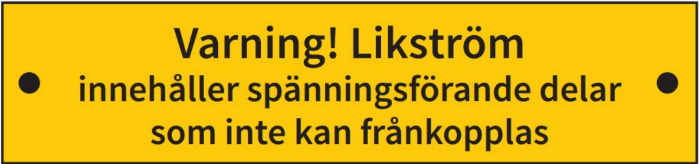 Varning! Likström
innehåller spänningsförande delar
som inte kan frånkopplas